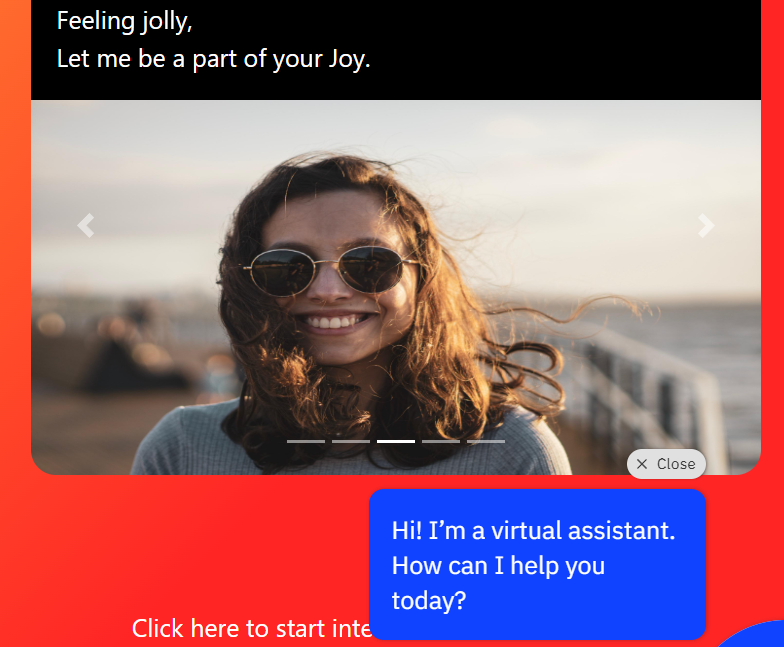 Feeling jolly,
Let me be a part of your Joy.
Close
Hi! I’m a virtual assistant.
How can I help you
today?
Click here to start